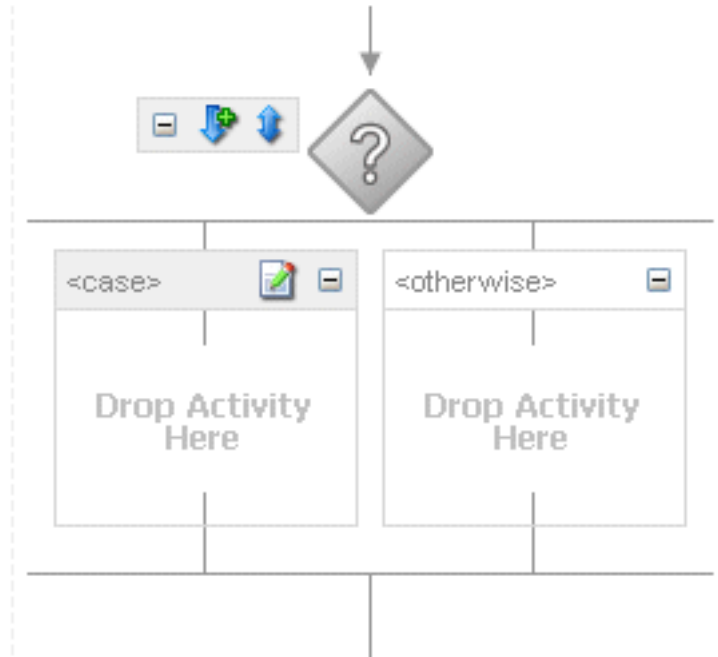 ?
<case>
<otherwise>
Drop Activity
Here
Drop Activity
Here